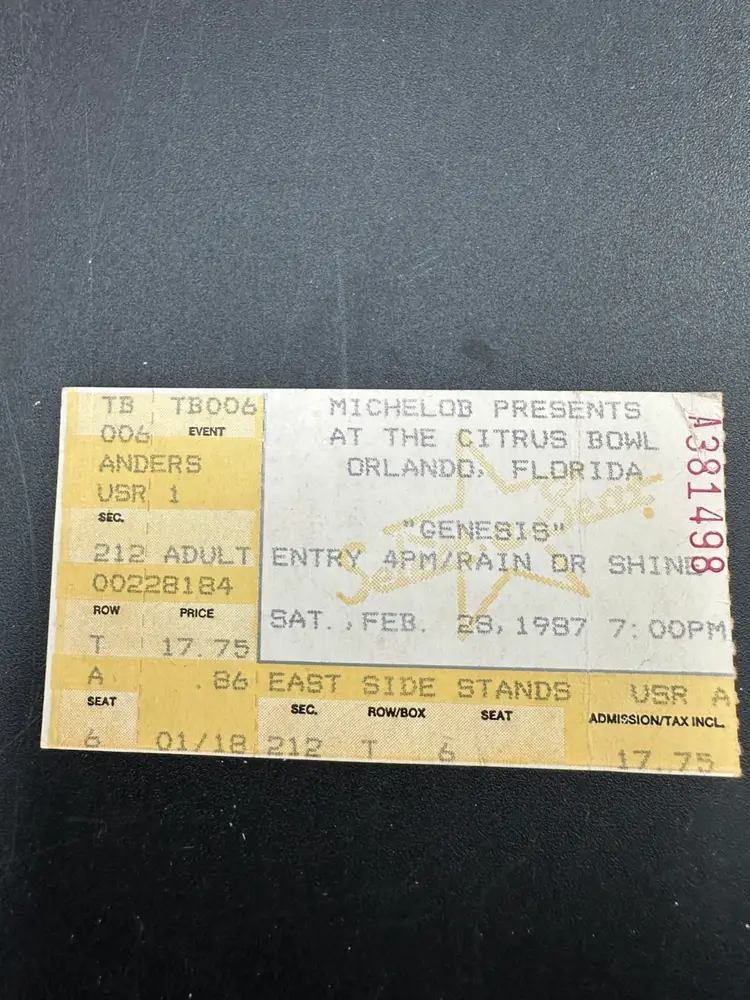 TB TB006
006 EVENT
ANDERS
USR 1
SEC.
212 ADULT
00228184
ROW PRICE
T 17.75
A .86
SEAT
6 01/18
MICHELOB PRESENTS
AT THE CITRUS BOWL
ORLANDO, FLORIDA
"GENESIS"
ENTRY 4PM/RAIN OR SHINE
SAT., FEB. 28, 1987 7:00PM
EAST SIDE STANDS USR A
SEC. ROW/BOX SEAT ADMISSION/TAX INCL.
212 T 6 17.75
A381498